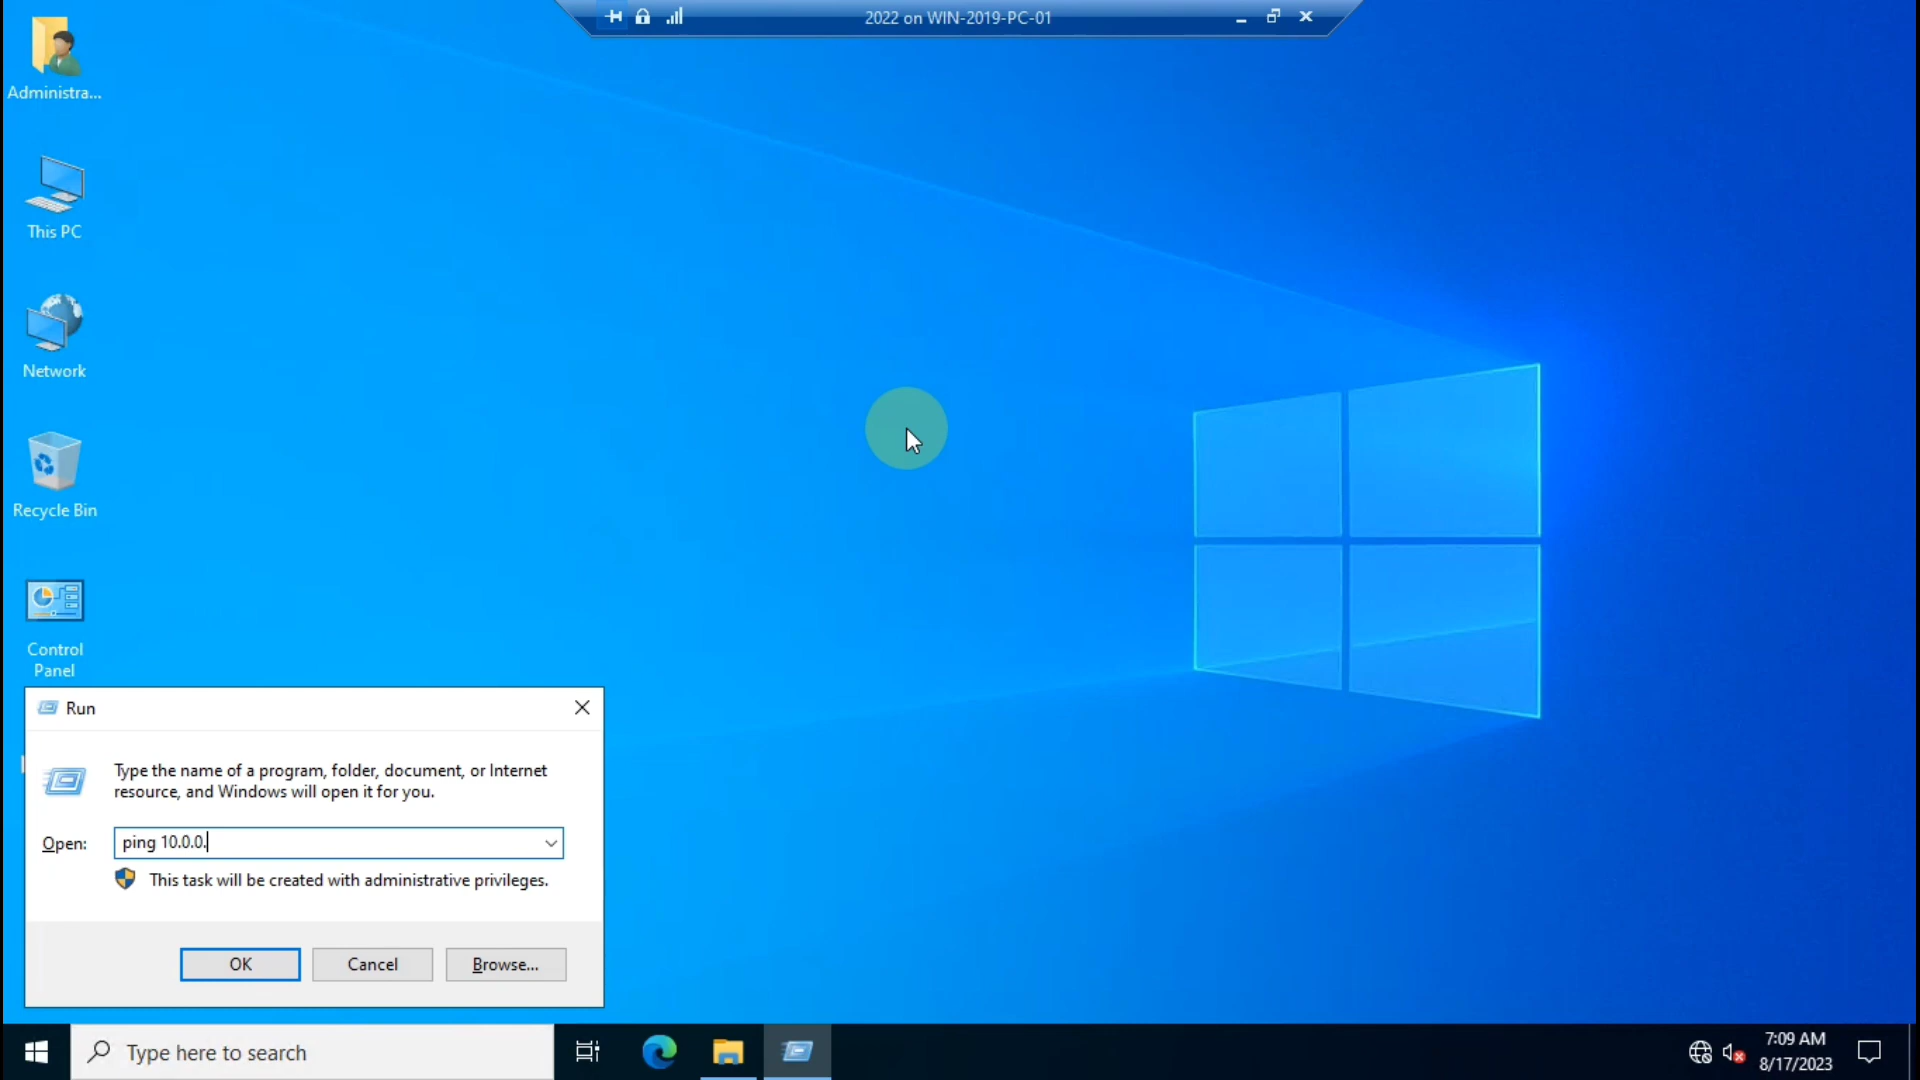 2022 on WIN-2019-PC-01
Administra...
This PC
Network
Recycle Bin
Control
Panel
Run
Type the name of a program, folder, document, or Internet
resource, and Windows will open it for you.
Open:
ping 10.0.0.
This task will be created with administrative privileges.
OK
Cancel
Browse...
Type here to search
7:09 AM
8/17/2023